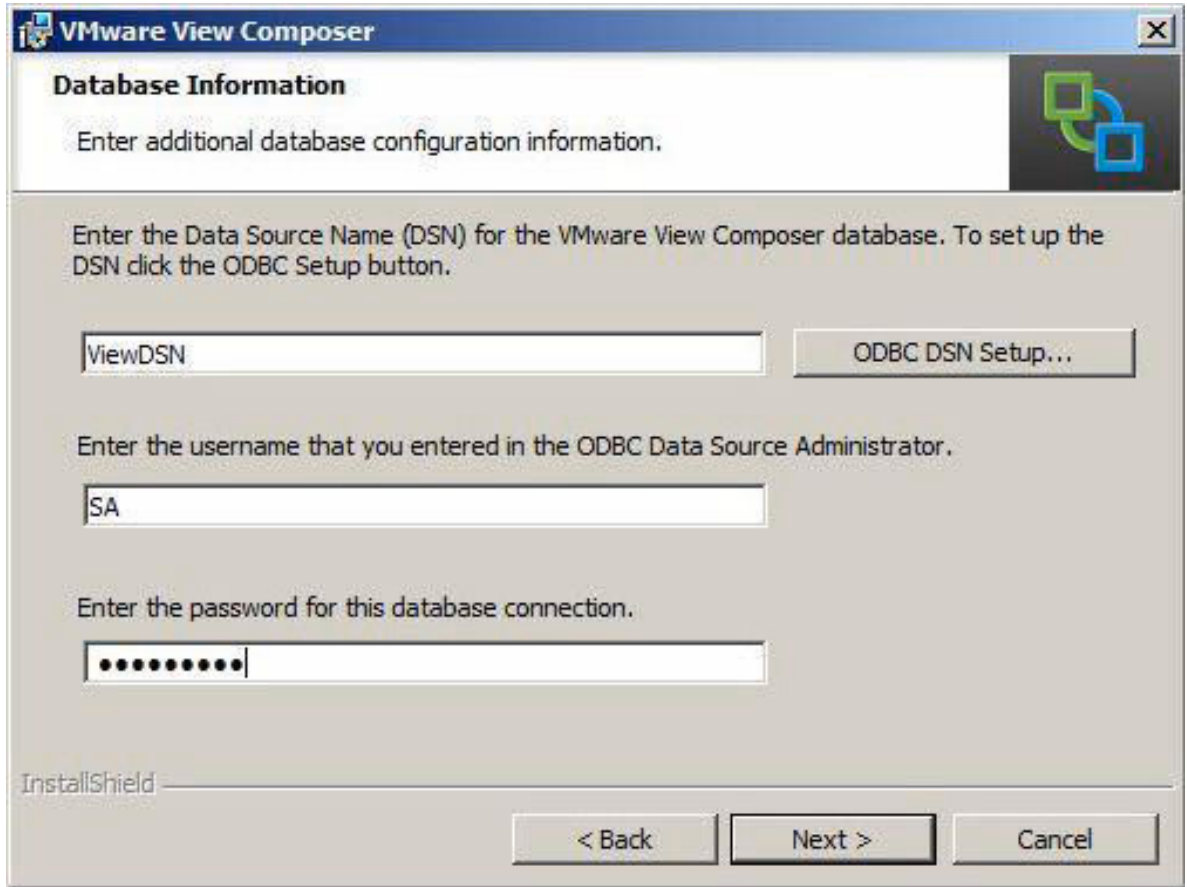 VMware View Composer
Database Information
Enter additional database configuration information.
Enter the Data Source Name (DSN) for the VMware View Composer database. To set up the
DSN click the ODBC Setup button.
ViewDSN
ODBC DSN Setup...
Enter the username that you entered in the ODBC Data Source Administrator.
SA
Enter the password for this database connection.
●●●●●●●●●
InstallShield
< Back
Next >
Cancel